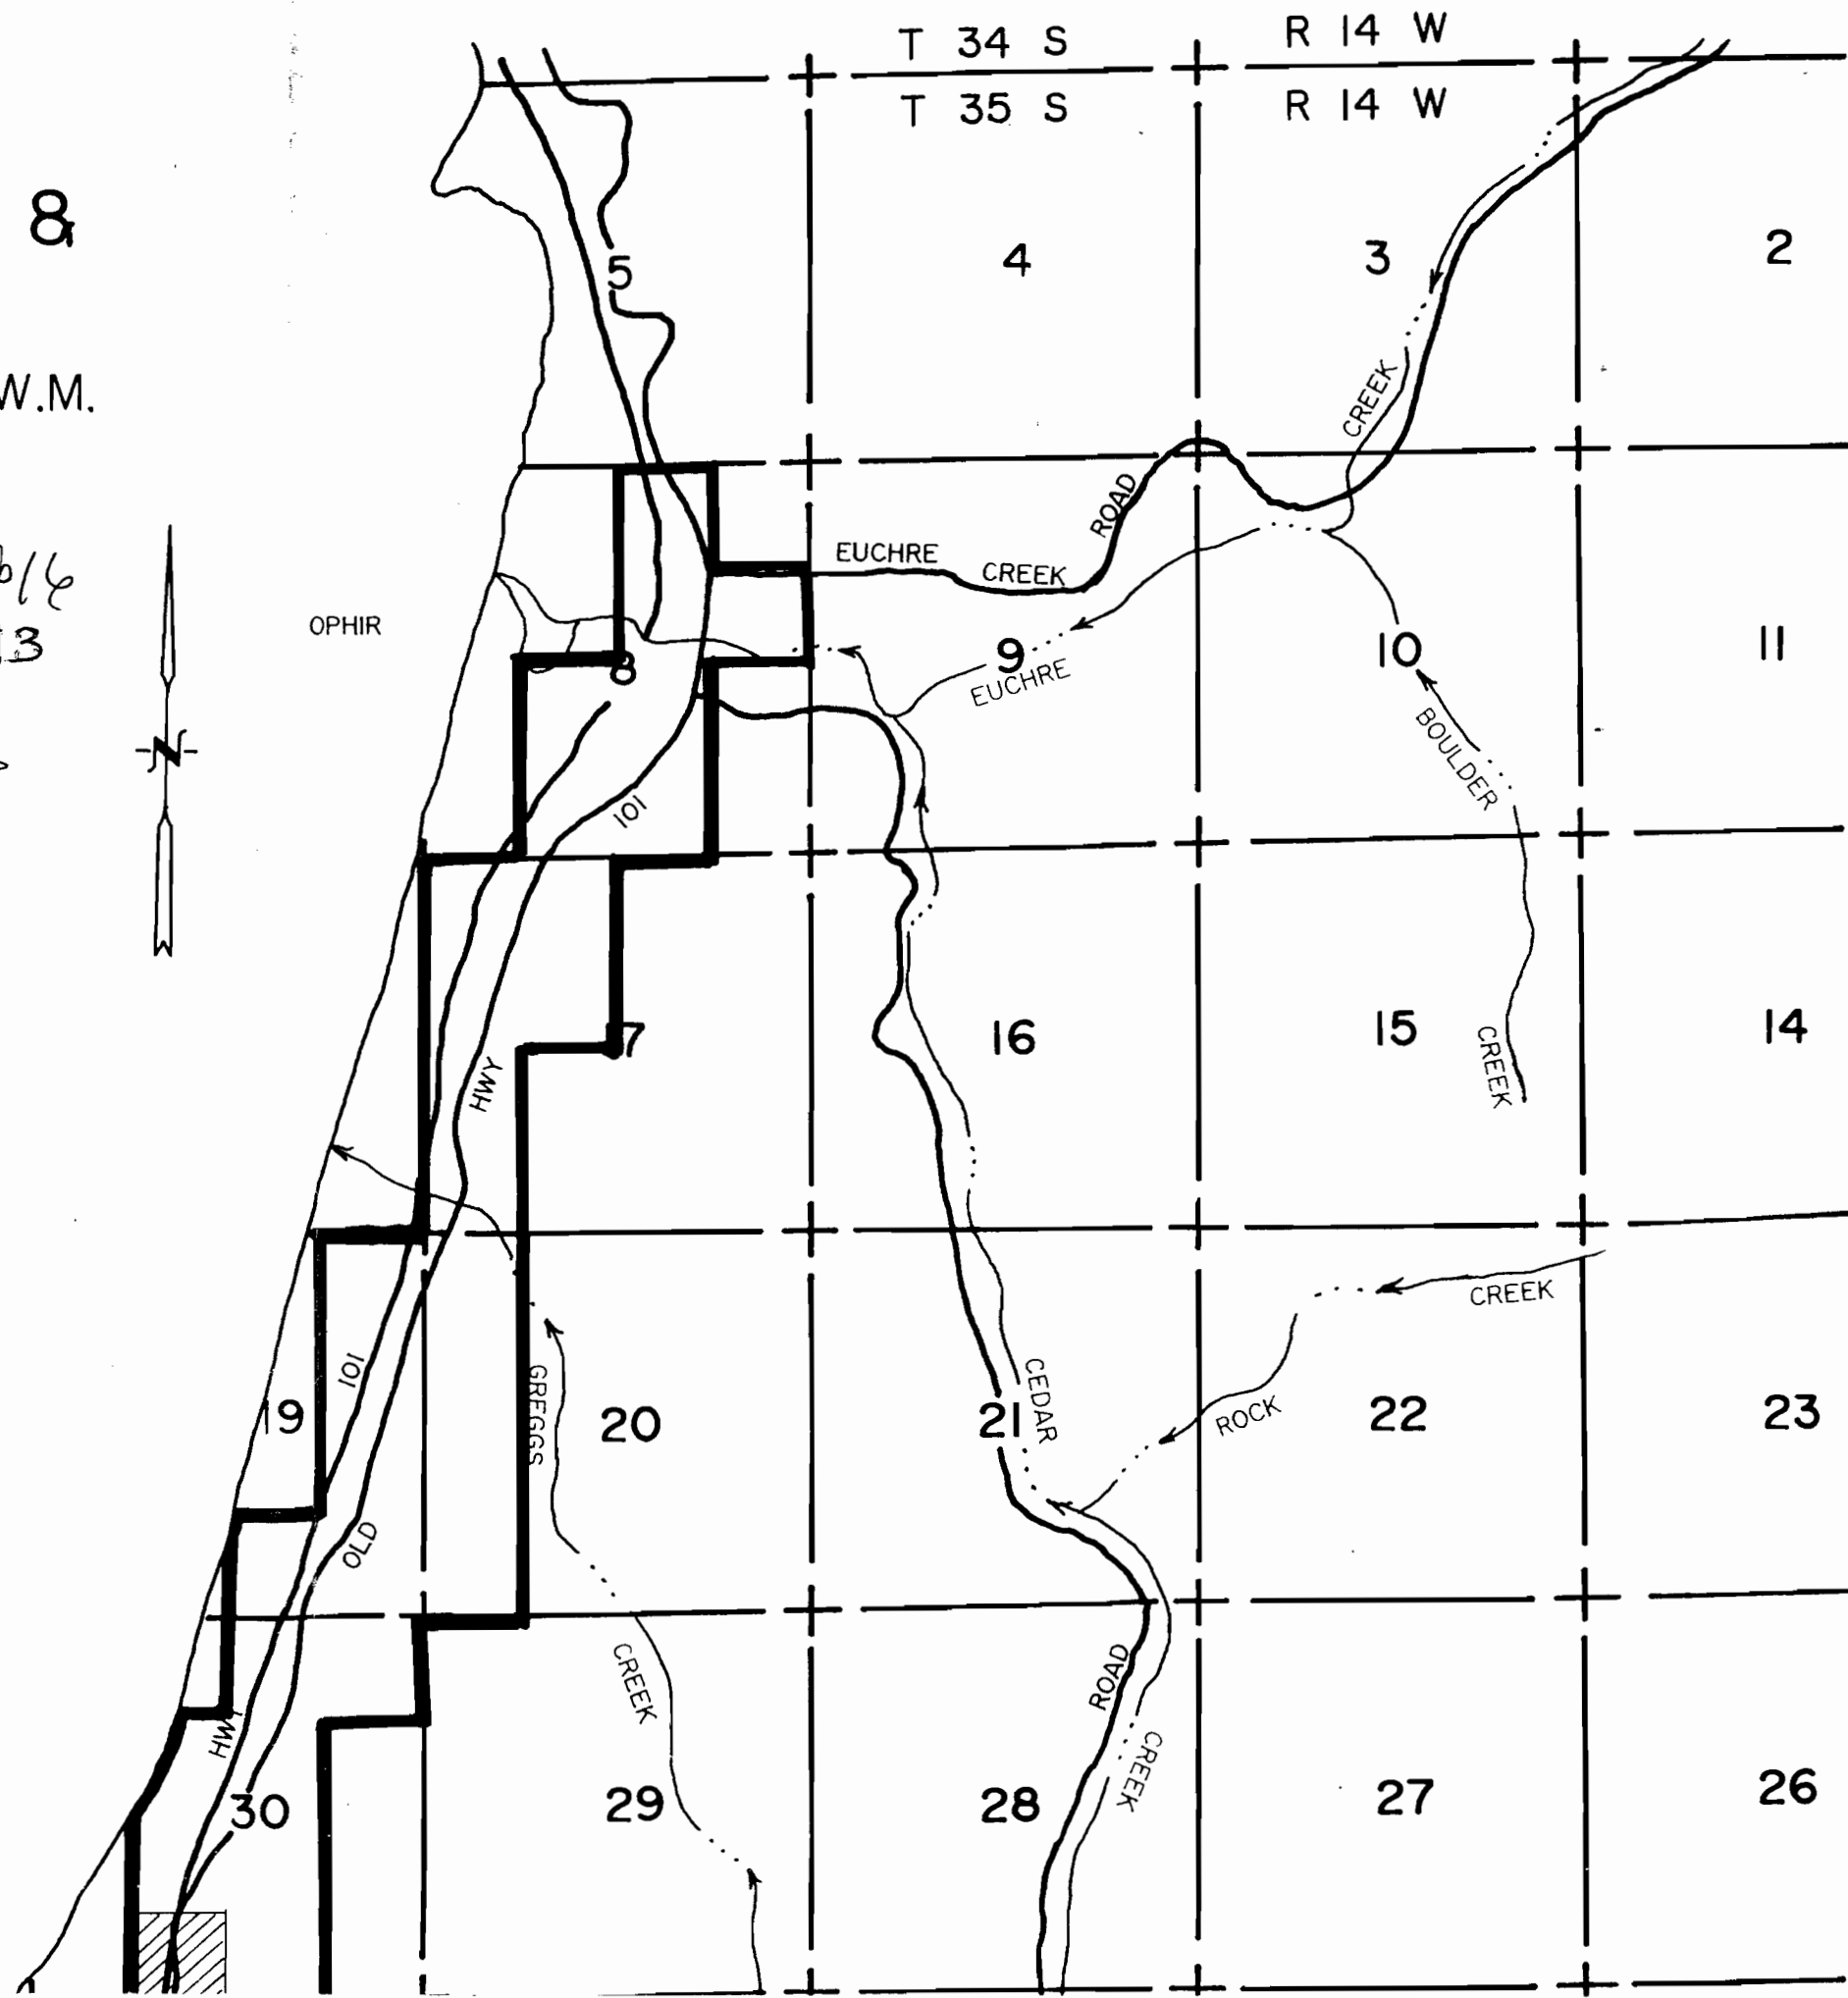 T 34 S R 14 W
T 35 S R 14 W
&
5
4
3
2
W.M.
CREEK
ROAD
EUCHRE
CREEK
OPHIR
8
9
EUCHRE
10
11
BOULDER
N
101
HWY
17
16
15
CREEK
14
CREEK
101
19
GREGGS
20
CEDAR
21
ROCK
22
23
OLD
CREEK
ROAD
CREEK
HWY
30
29
28
27
26